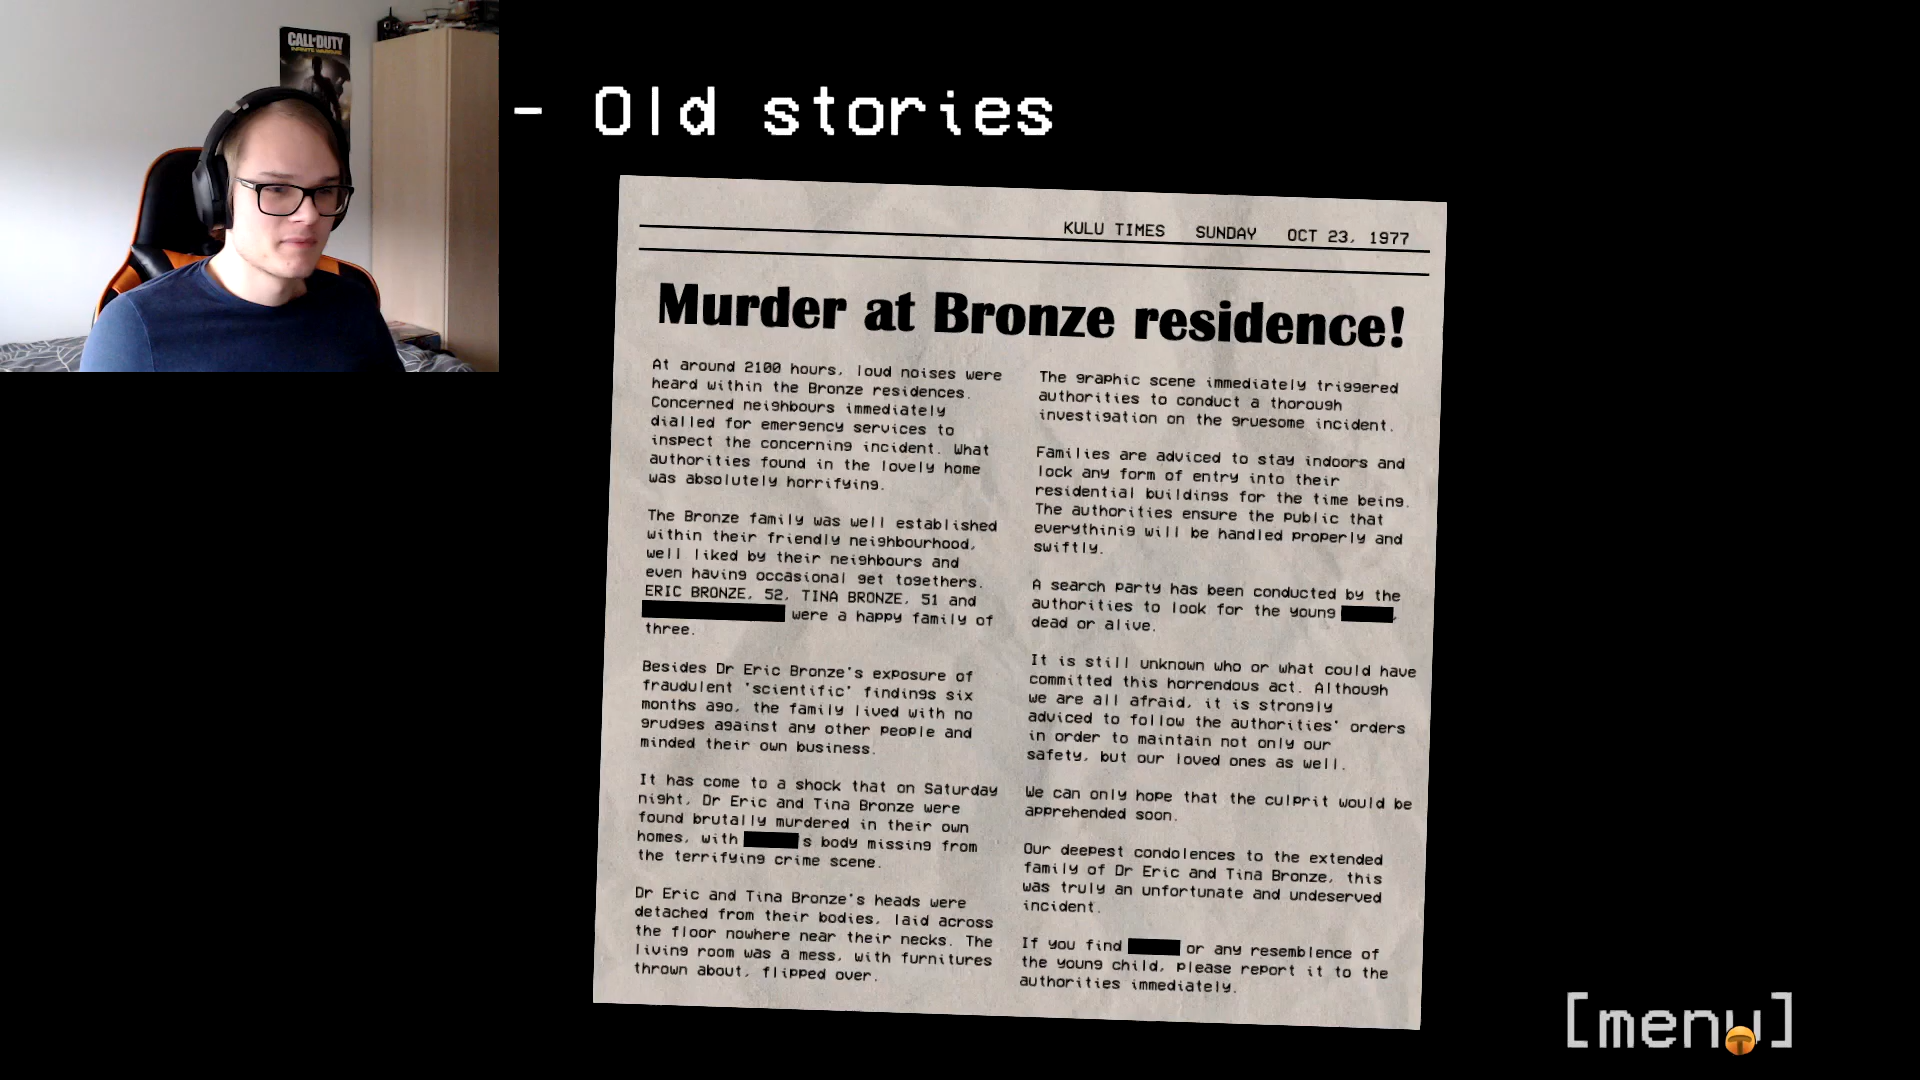 CALL OF DUTY
INFINITE WARFARE
- Old stories
KULU TIMES SUNDAY OCT 23, 1977
Murder at Bronze residence!
At around 2100 hours, loud noises were
heard within the Bronze residences.
Concerned neighbours immediately
dialled for emergency services to
inspect the concerning incident. What
authorities found in the lovely home
was absolutely horrifying.
The Bronze family was well established
within their friendly neighbourhood,
well liked by their neighbours and
even having occasional get togethers.
ERIC BRONZE, 52, TINA BRONZE, 51 and
were a happy family of
three.
Besides Dr Eric Bronze's exposure of
fraudulent 'scientific' findings six
months ago, the family lived with no
grudges against any other people and
minded their own business.
It has come to a shock that on Saturday
night, Dr Eric and Tina Bronze were
found brutally murdered in their own
homes, with s body missing from
the terrifying crime scene.
Dr Eric and Tina Bronze's heads were
detached from their bodies, laid across
the floor nowhere near their necks. The
living room was a mess, with furnitures
thrown about, flipped over.
The graphic scene immediately triggered
authorities to conduct a thorough
investigation on the gruesome incident.
Families are adviced to stay indoors and
lock any form of entry into their
residential buildings for the time being.
The authorities ensure the public that
everythinig will be handled properly and
swiftly.
A search party has been conducted by the
authorities to look for the young ,
dead or alive.
It is still unknown who or what could have
committed this horrendous act. Although
we are all afraid, it is strongly
adviced to follow the authorities' orders
in order to maintain not only our
safety, but our loved ones as well.
We can only hope that the culprit would be
apprehended soon.
Our deepest condolences to the extended
family of Dr Eric and Tina Bronze, this
was truly an unfortunate and undeserved
incident.
If you find or any resemblence of
the young child, please report it to the
authorities immediately.
[menu]